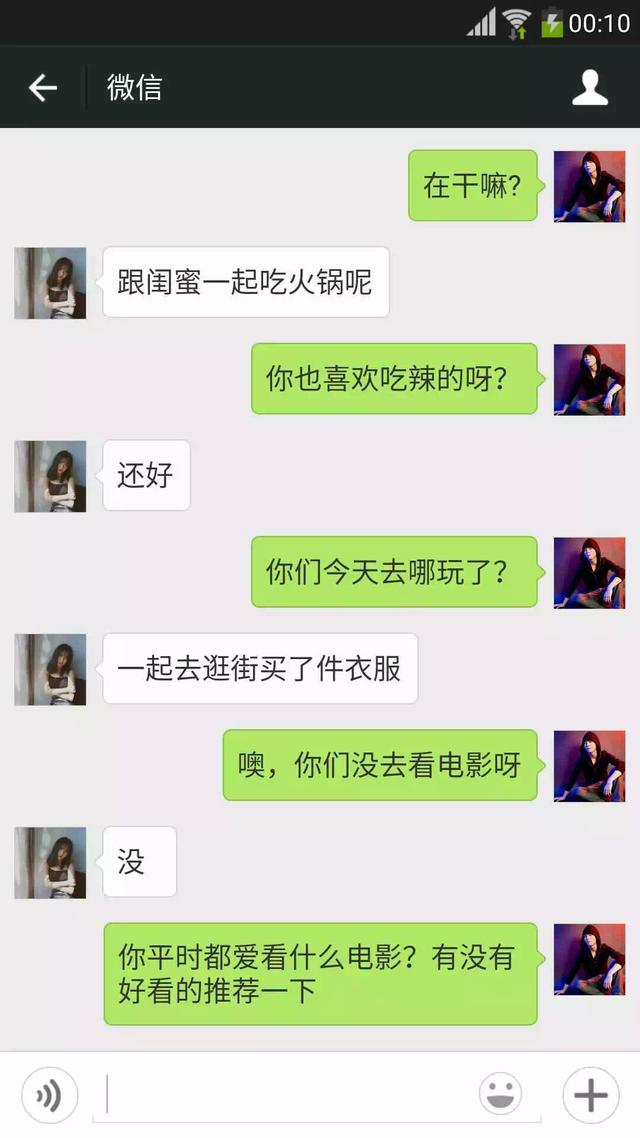 00:10
微信
在干嘛?
跟闺蜜一起吃火锅呢
你也喜欢吃辣的呀?
还好
你们今天去哪玩了?
一起去逛街买了件衣服
噢，你们没去看电影呀
没
你平时都爱看什么电影？有没有
好看的推荐一下